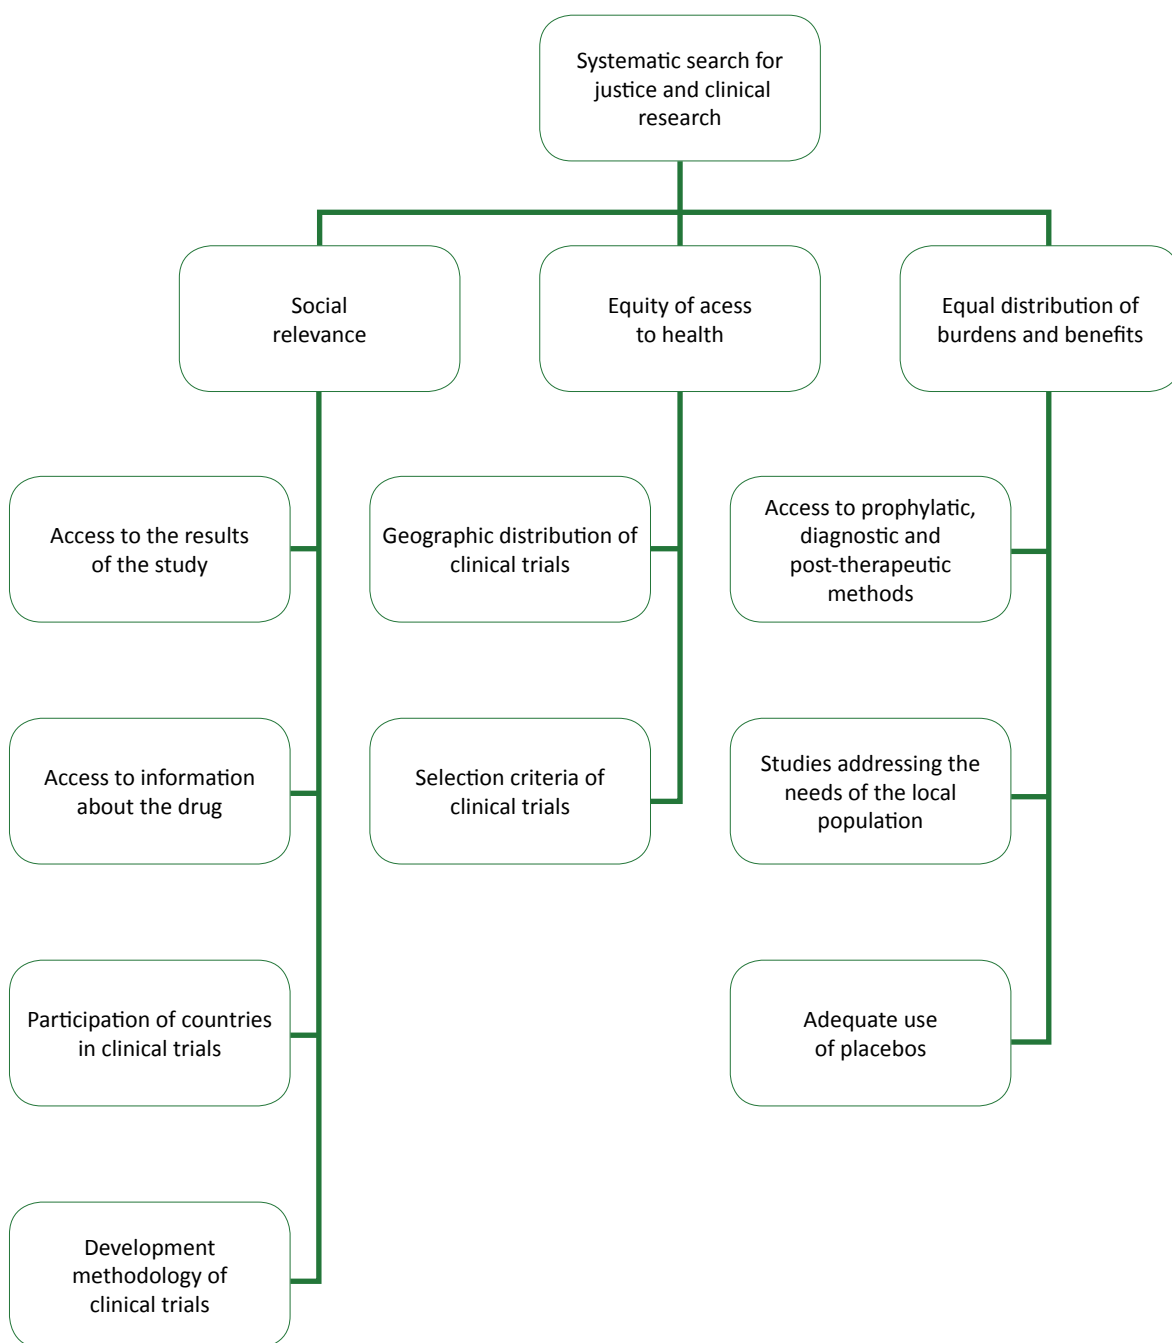 Systematic search for
justice and clinical
research
Social
relevance
Equity of acess
to health
Equal distribution of
burdens and benefits
Access to the results
of the study
Geographic distribution of
clinical trials
Access to prophylatic,
diagnostic and
post-therapeutic
methods
Access to information
about the drug
Selection criteria of
clinical trials
Studies addressing the
needs of the local
population
Participation of countries
in clinical trials
Adequate use
of placebos
Development
methodology of
clinical trials